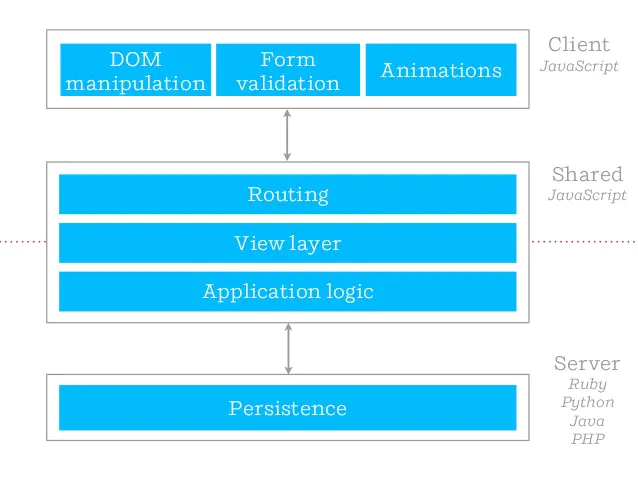 DOM
manipulation
Form
validation
Animations
Client
JavaScript
Routing
View layer
Application logic
Shared
JavaScript
Persistence
Server
Ruby
Python
Java
PHP